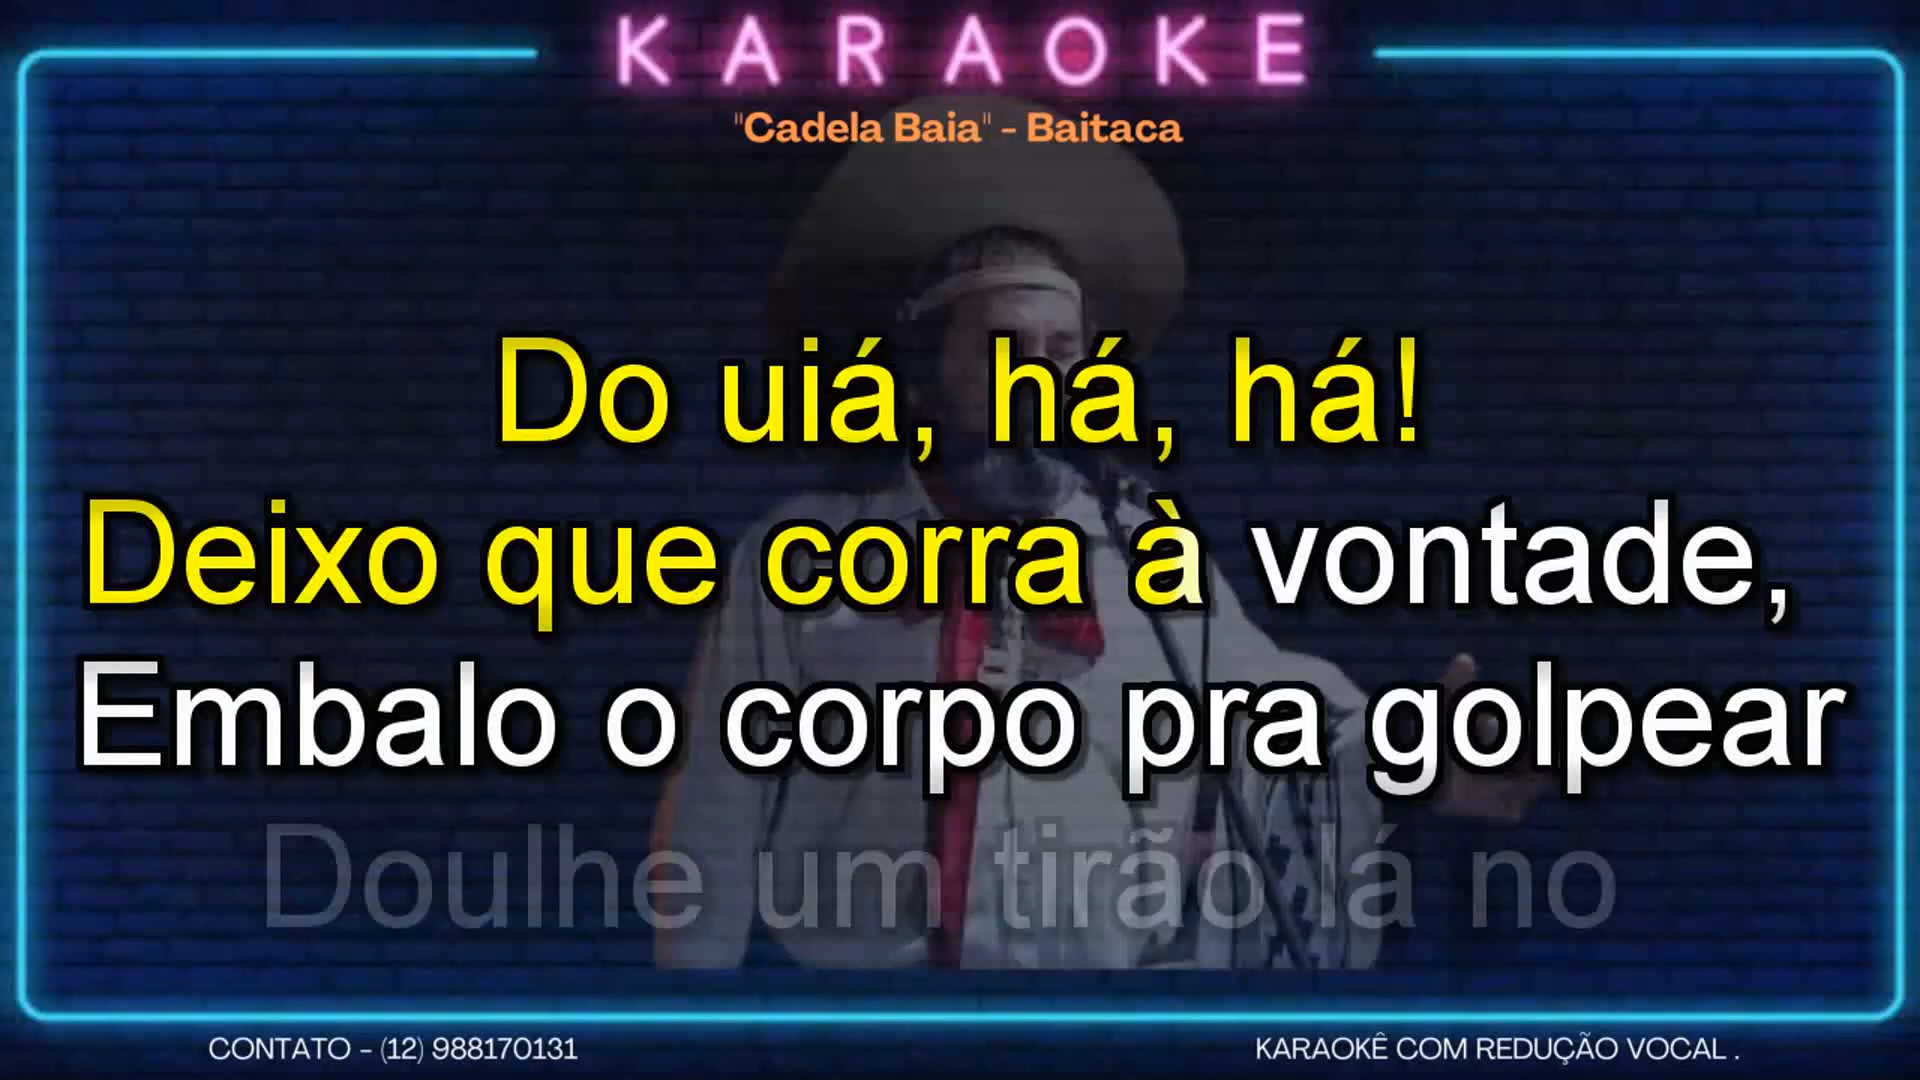 KARAOKE
"Cadela Baia" - Baitaca
Do uiá, há, há!
Deixo que corra à vontade,
Embalo o corpo pra golpear
Doulhe um tirão lá no
CONTATO - (12) 988170131
KARAOKÊ COM REDUÇÃO VOCAL .